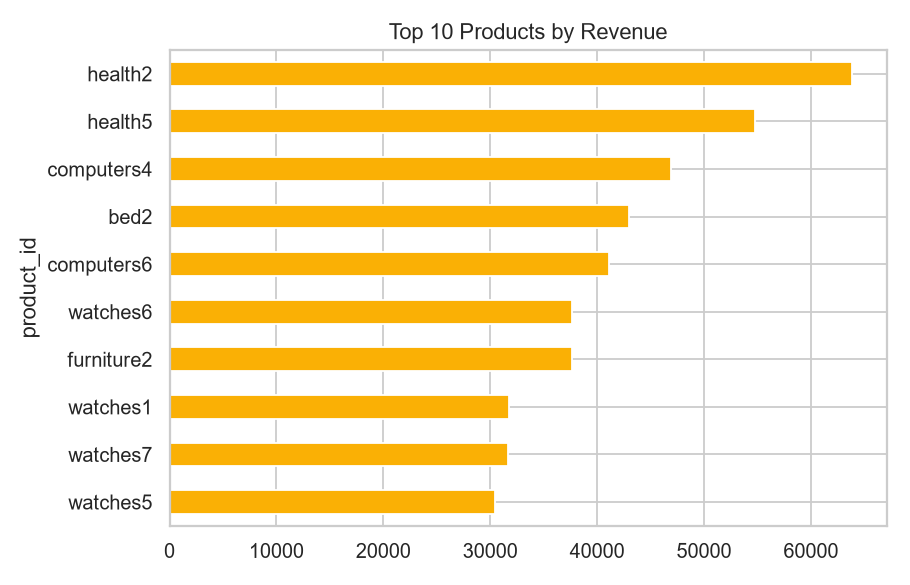 Top 10 Products by Revenue
product_id
health2
health5
computers4
bed2
computers6
watches6
furniture2
watches1
watches7
watches5
0 10000 20000 30000 40000 50000 60000